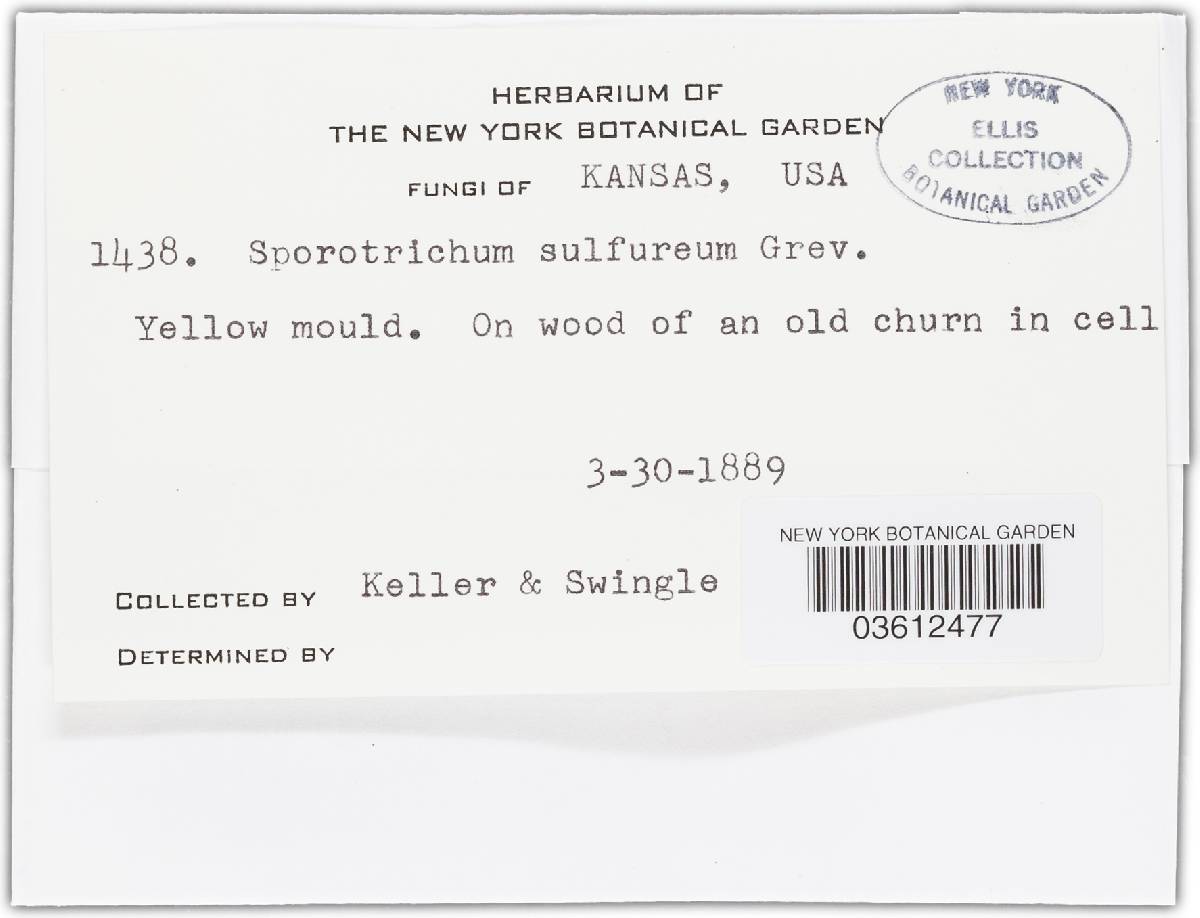 HERBARIUM OF
THE NEW YORK BOTANICAL GARDEN
FUNGI OF KANSAS, USA
NEW YORK
ELLIS
COLLECTION
BOTANICAL GARDEN
1438. Sporotrichum sulfureum Grev.
Yellow mould. On wood of an old churn in cell
3-30-1889
NEW YORK BOTANICAL GARDEN
03612477
COLLECTED BY Keller & Swingle
DETERMINED BY